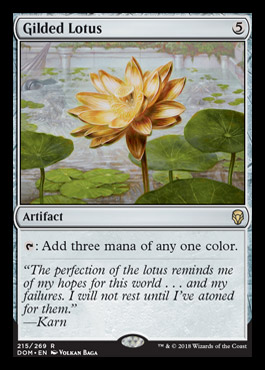 Gilded Lotus 5
Artifact
: Add three mana of any one color.
“The perfection of the lotus reminds me
of my hopes for this world . . . and my
failures. I will not rest until I’ve atoned
for them.”
—Karn
215/269 R
DOM • EN VOLKAN BAGA
™ & © 2018 Wizards of the Coast